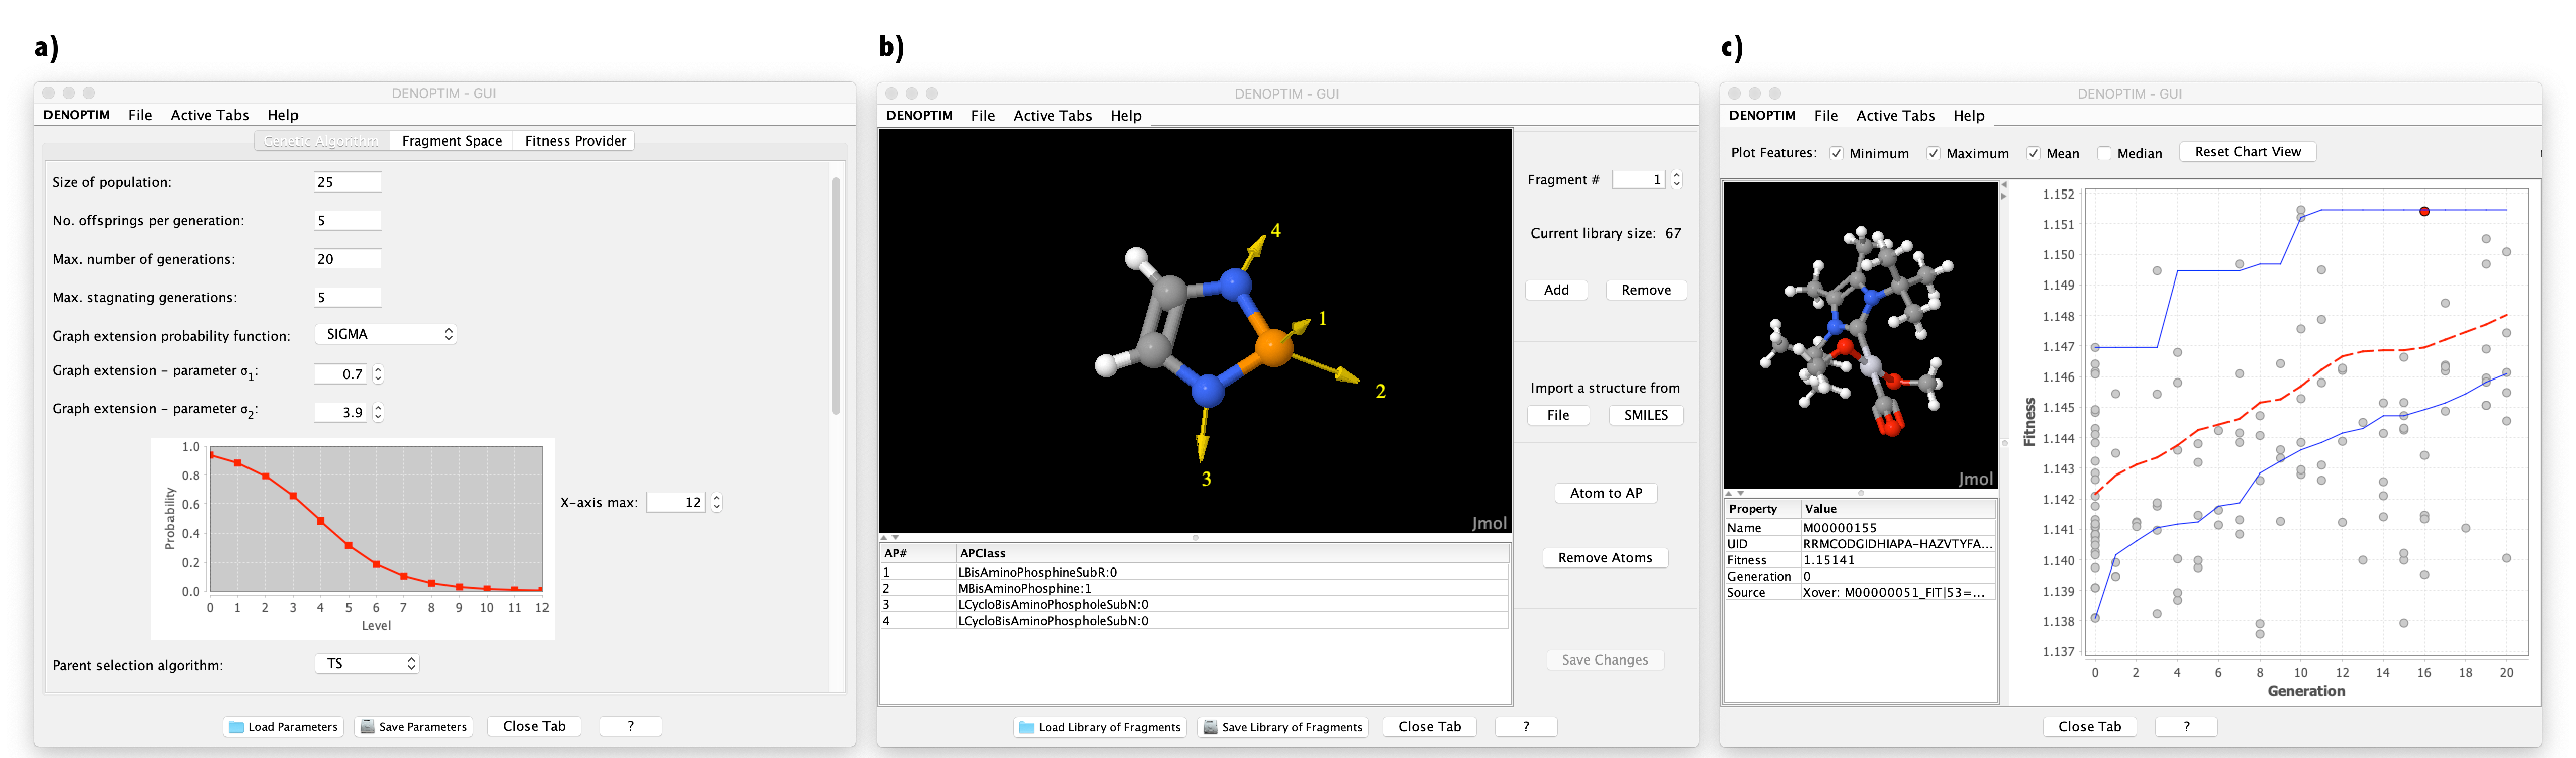 a)
DENOPTIM - GUI
DENOPTIM File Active Tabs Help
Genetic Algorithm Fragment Space Fitness Provider
Size of population: 25
No. offsprings per generation: 5
Max. number of generations: 20
Max. stagnating generations: 5
Graph extension probability function: SIGMA
Graph extension - parameter σ1: 0.7
Graph extension - parameter σ2: 3.9
1.0
0.8
0.6
0.4
0.2
0.0
Probability
0 1 2 3 4 5 6 7 8 9 10 11 12
Level
X-axis max: 12
Parent selection algorithm: TS
Load Parameters Save Parameters Close Tab ?
b)
DENOPTIM - GUI
DENOPTIM File Active Tabs Help
4
1
2
3
Jmol
Fragment # 1
Current library size: 67
Add Remove
Import a structure from
File SMILES
Atom to AP
Remove Atoms
Save Changes
AP# APClass
1 LBisAminoPhosphineSubR:0
2 MBisAminoPhosphine:1
3 LCycloBisAminoPhospholeSubN:0
4 LCycloBisAminoPhospholeSubN:0
Load Library of Fragments Save Library of Fragments Close Tab ?
c)
DENOPTIM - GUI
DENOPTIM File Active Tabs Help
Plot Features: Minimum Maximum Mean Median Reset Chart View
Jmol
Property Value
Name M00000155
UID RRMCODGIDHIAPA-HAZVTYFA...
Fitness 1.15141
Generation 0
Source Xover: M00000051_FIT|53=...
1.152
1.151
1.150
1.149
1.148
1.147
1.146
1.145
1.144
1.143
1.142
1.141
1.140
1.139
1.138
1.137
Fitness
0 2 4 6 8 10 12 14 16 18 20
Generation
Close Tab ?